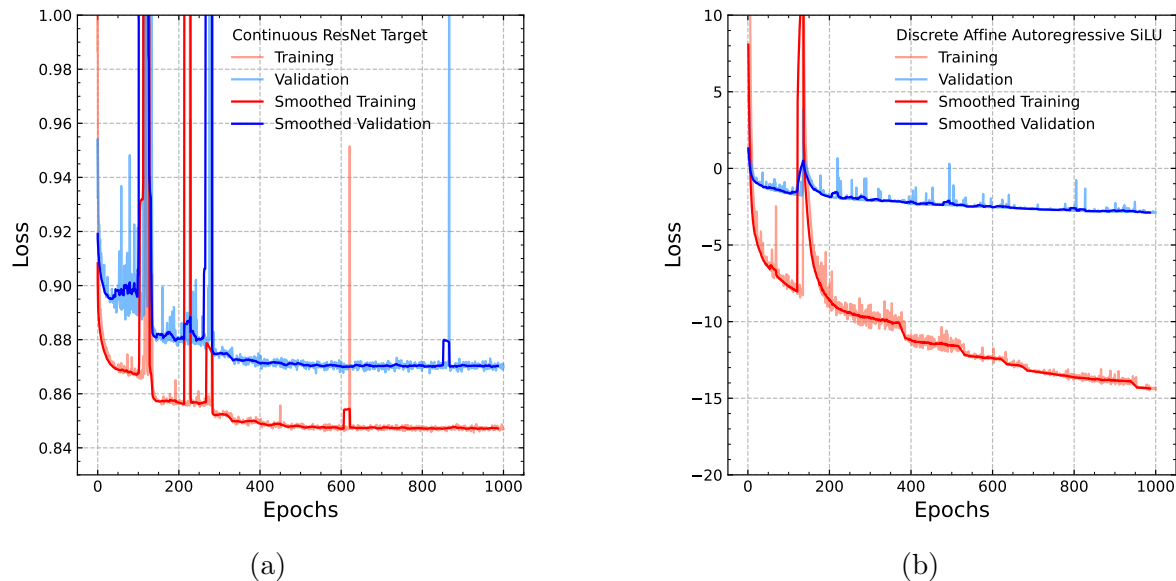 1.00
0.98
0.96
0.94
0.92
0.90
0.88
0.86
0.84
Loss
0
200
400
600
800
1000
Epochs
Continuous ResNet Target
Training
Validation
Smoothed Training
Smoothed Validation
(a)
10
5
0
−5
−10
−15
−20
Loss
0
200
400
600
800
1000
Epochs
Discrete Affine Autoregressive SiLU
Training
Validation
Smoothed Training
Smoothed Validation
(b)